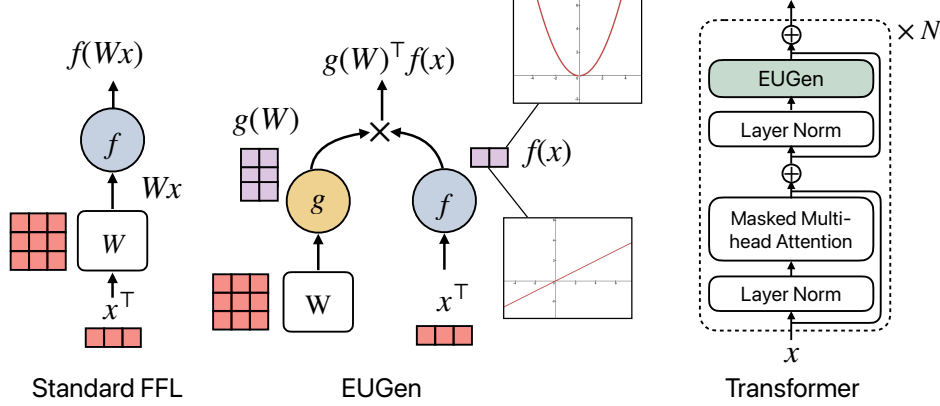 f(Wx)
f
Wx
W
x⊤
Standard FFL
g(W)⊤f(x)
g(W)
×
g
f
f(x)
W
x⊤
EUGen
× N
⊕
EUGen
Layer Norm
⊕
Masked Multi-
head Attention
Layer Norm
x
Transformer